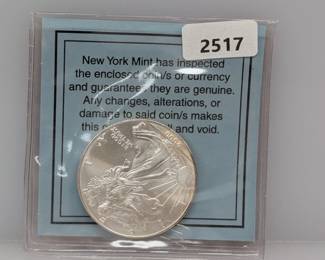 2517
New York Mint has inspected
the enclosed coin/s or currency
and guarantees they are genuine.
Any changes, alterations, or
damage to said coin/s makes
this and void.